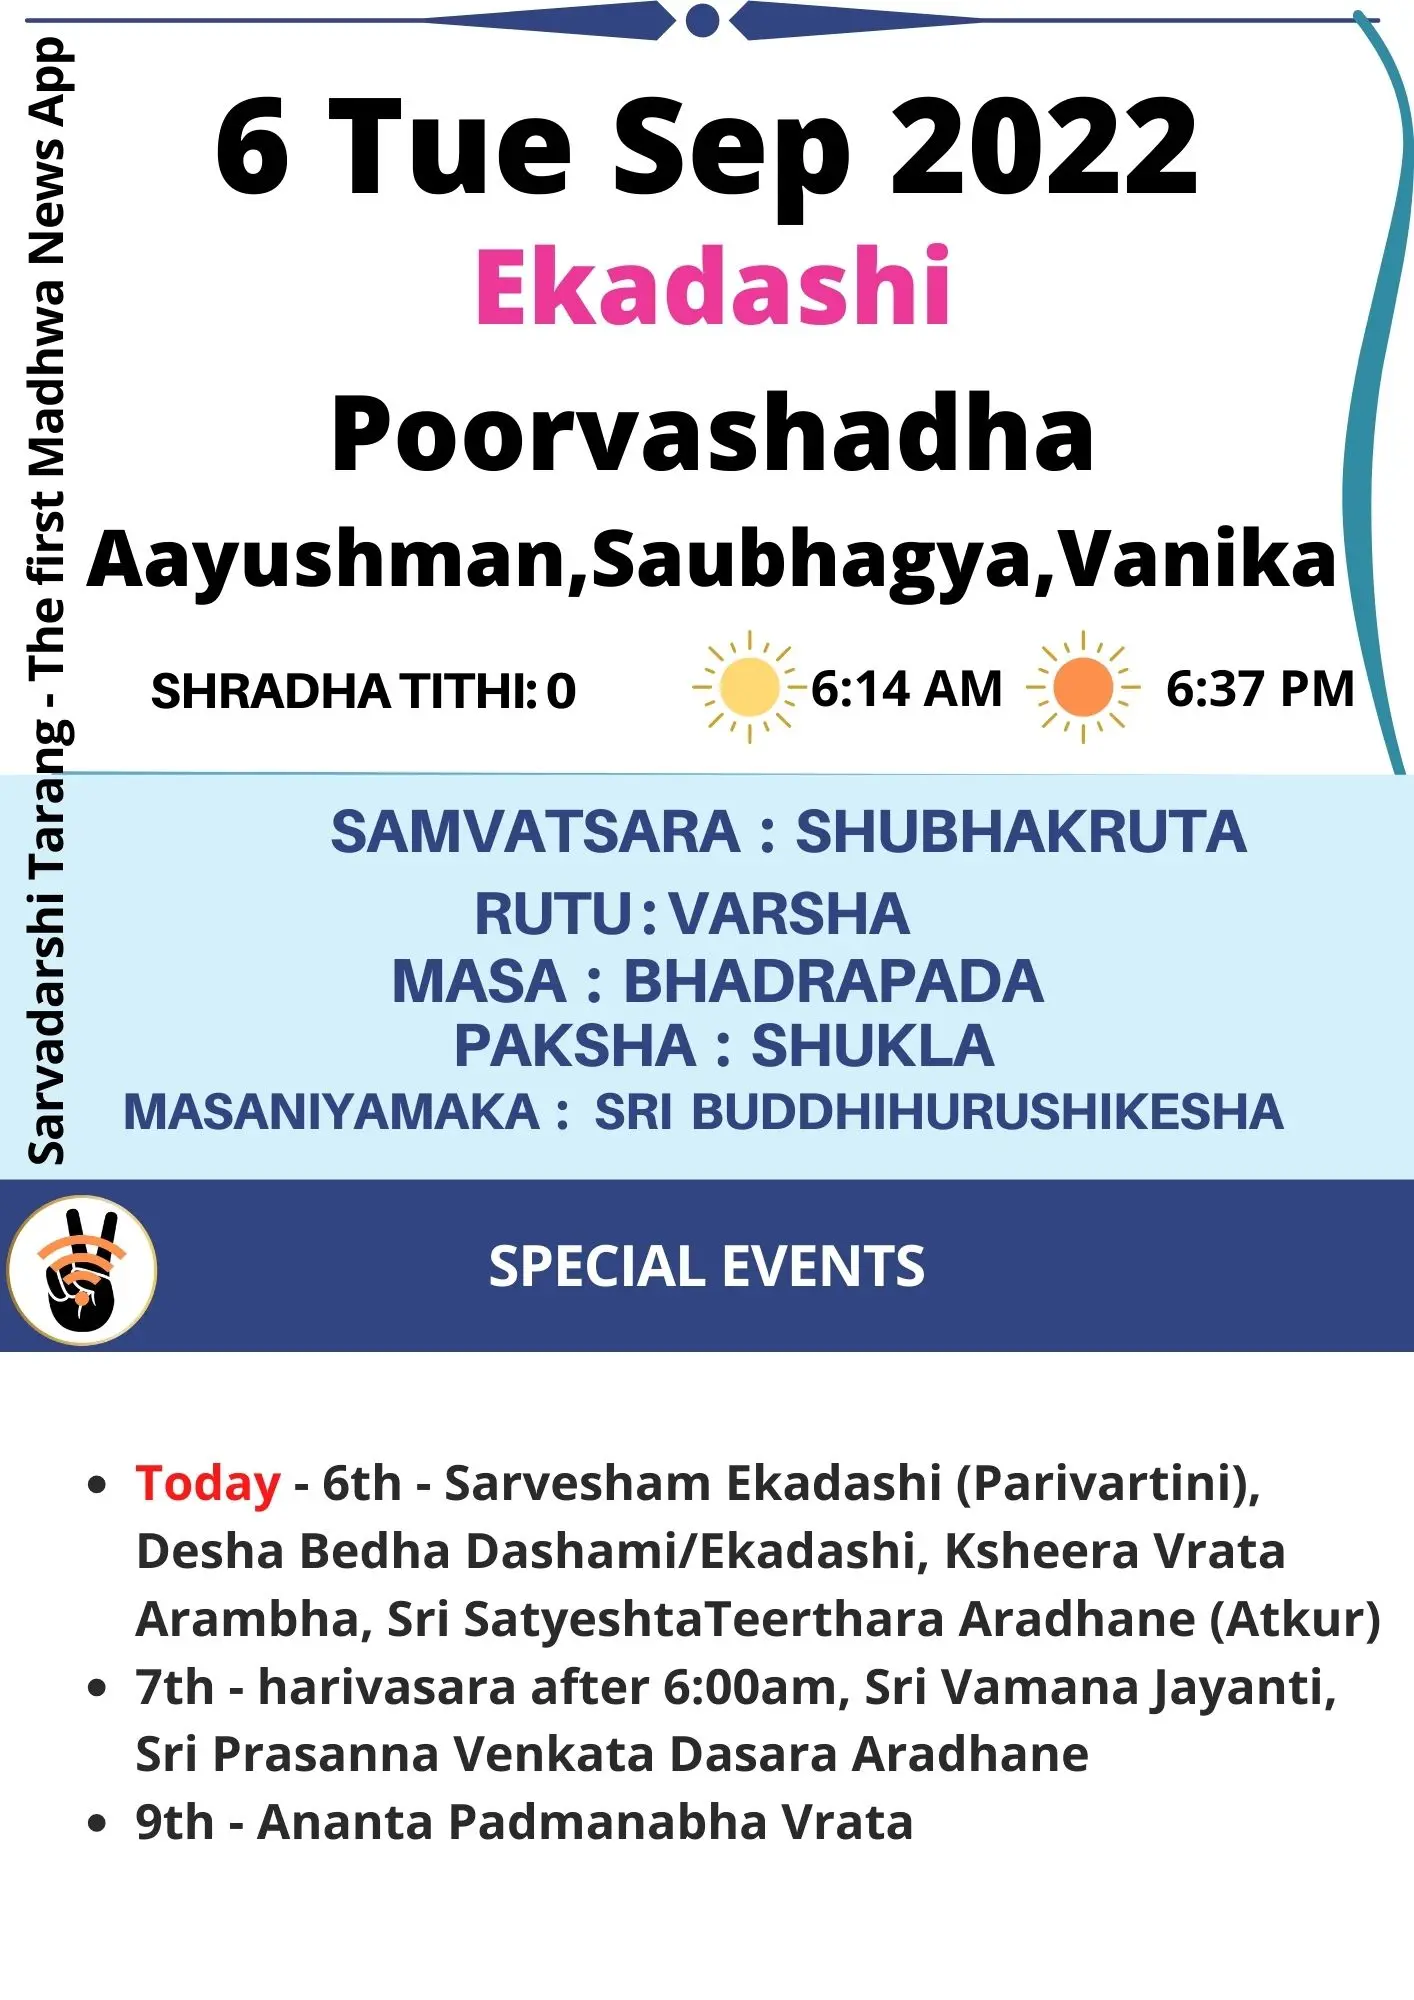 6 Tue Sep 2022
Ekadashi
Poorvashadha
Aayushman,Saubhagya,Vanika
SHRADHA TITHI: 0
6:14 AM
6:37 PM
Sarvadarshi Tarang - The first Madhwa News App
SAMVATSARA : SHUBHAKRUTA
RUTU : VARSHA
MASA : BHADRAPADA
PAKSHA : SHUKLA
MASANIYAMAKA : SRI BUDDHIHURUSHIKESHA
SPECIAL EVENTS
• Today - 6th - Sarvesham Ekadashi (Parivartini),
Desha Bedha Dashami/Ekadashi, Ksheera Vrata
Arambha, Sri SatyeshtaTeerthara Aradhane (Atkur)
• 7th - harivasara after 6:00am, Sri Vamana Jayanti,
Sri Prasanna Venkata Dasara Aradhane
• 9th - Ananta Padmanabha Vrata